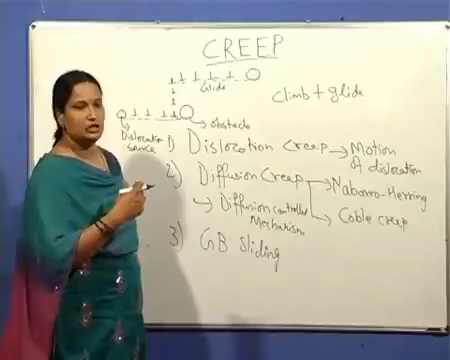 CREEP
Glide
climb + glide
obstacle
Dislocation
source
1) Dislocation creep → Motion
of dislocation
2) Diffusion Creep → Nabarro-Herring
→ Coble creep
→ Diffusion controlled
Mechanism
3) GB Sliding